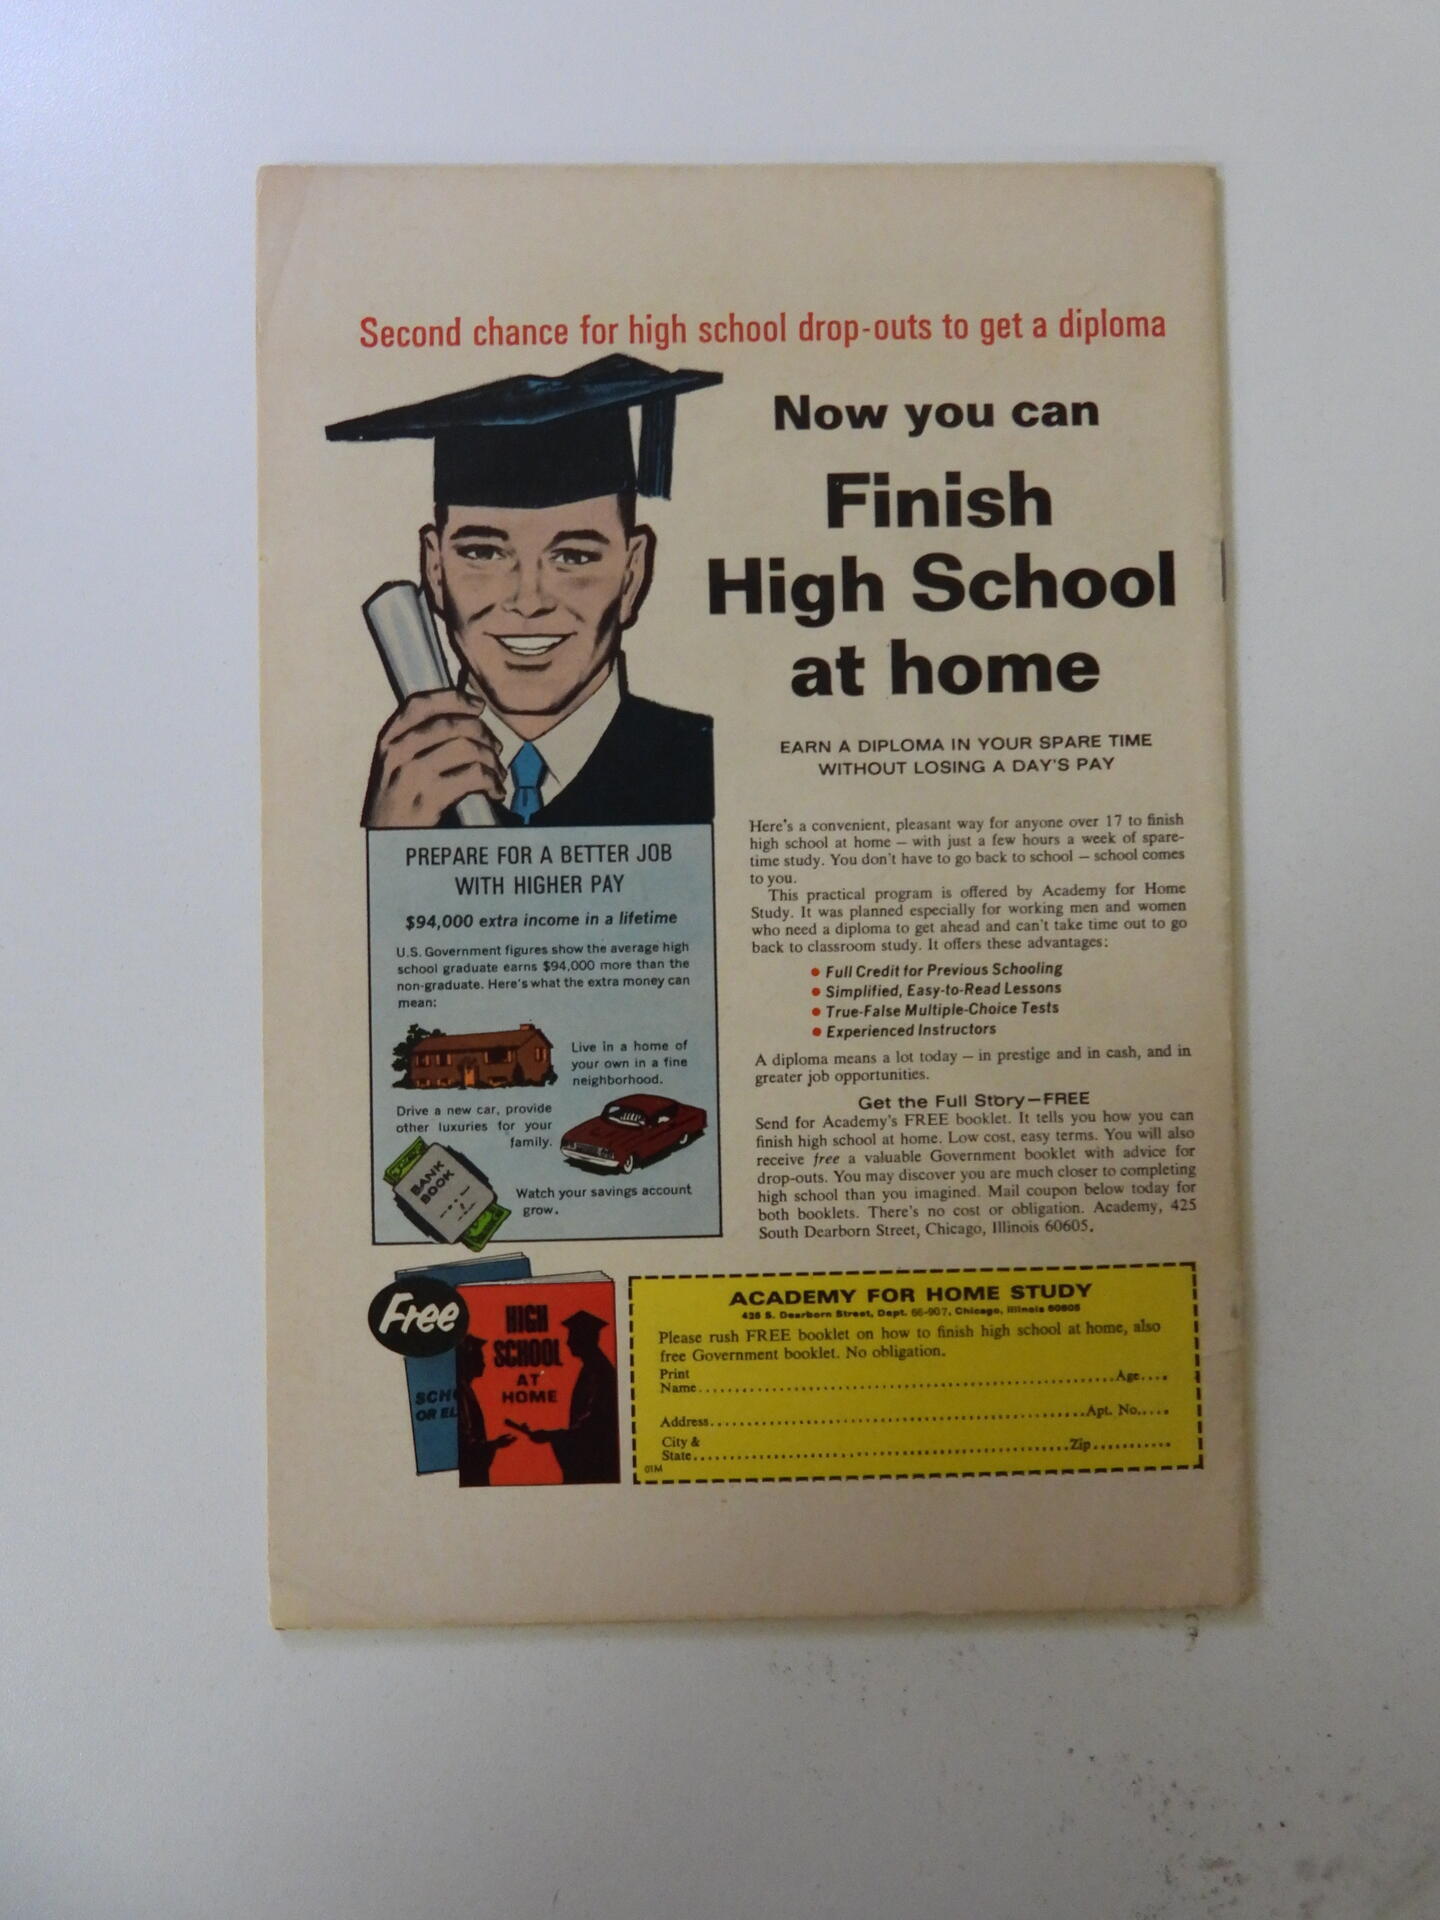 Second chance for high school drop-outs to get a diploma
Now you can
Finish
High School
at home
EARN A DIPLOMA IN YOUR SPARE TIME
WITHOUT LOSING A DAY'S PAY
Here's a convenient, pleasant way for anyone over 17 to finish
high school at home – with just a few hours a week of spare-
time study. You don't have to go back to school – school comes
to you.
This practical program is offered by Academy for Home
Study. It was planned especially for working men and women
who need a diploma to get ahead and can't take time out to go
back to classroom study. It offers these advantages:
● Full Credit for Previous Schooling
● Simplified, Easy-to-Read Lessons
● True-False Multiple-Choice Tests
● Experienced Instructors
A diploma means a lot today – in prestige and in cash, and in
greater job opportunities.
Get the Full Story—FREE
Send for Academy's FREE booklet. It tells you how you can
finish high school at home. Low cost, easy terms. You will also
receive free a valuable Government booklet with advice for
drop-outs. You may discover you are much closer to completing
high school than you imagined. Mail coupon below today for
both booklets. There's no cost or obligation. Academy, 425
South Dearborn Street, Chicago, Illinois 60605.
PREPARE FOR A BETTER JOB
WITH HIGHER PAY
$94,000 extra income in a lifetime
U.S. Government figures show the average high
school graduate earns $94,000 more than the
non-graduate. Here's what the extra money can
mean:
Live in a home of
your own in a fine
neighborhood.
Drive a new car, provide
other luxuries for your
family.
BANK
BOOK
Watch your savings account
grow.
Free
HIGH
SCHOOL
AT
HOME
SCH
OR EL
ACADEMY FOR HOME STUDY
425 S. Dearborn Street, Dept. 66-907, Chicago, Illinois 60605
Please rush FREE booklet on how to finish high school at home, also
free Government booklet. No obligation.
Print
Name....................Age....
Address....................Apt. No.....
City &
State....................Zip...........
01M